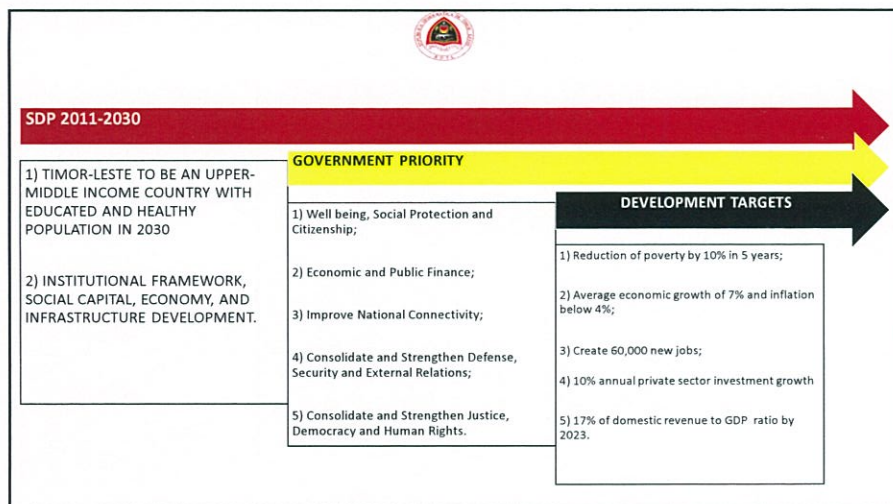 SDP 2011-2030
1) TIMOR-LESTE TO BE AN UPPER-
MIDDLE INCOME COUNTRY WITH
EDUCATED AND HEALTHY
POPULATION IN 2030
2) INSTITUTIONAL FRAMEWORK,
SOCIAL CAPITAL, ECONOMY, AND
INFRASTRUCTURE DEVELOPMENT.
GOVERNMENT PRIORITY
1) Well being, Social Protection and
Citizenship;
2) Economic and Public Finance;
3) Improve National Connectivity;
4) Consolidate and Strengthen Defense,
Security and External Relations;
5) Consolidate and Strengthen Justice,
Democracy and Human Rights.
DEVELOPMENT TARGETS
1) Reduction of poverty by 10% in 5 years;
2) Average economic growth of 7% and inflation
below 4%;
3) Create 60,000 new jobs;
4) 10% annual private sector investment growth
5) 17% of domestic revenue to GDP ratio by
2023.